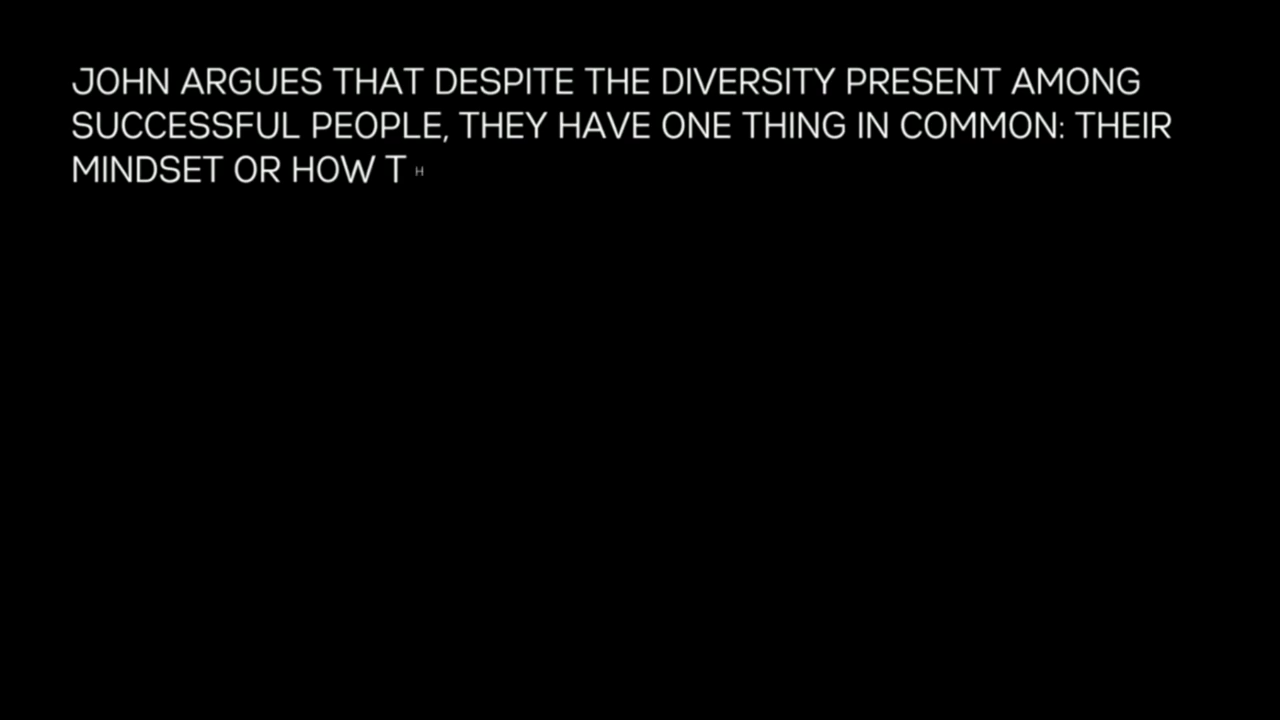 JOHN ARGUES THAT DESPITE THE DIVERSITY PRESENT AMONG
SUCCESSFUL PEOPLE, THEY HAVE ONE THING IN COMMON: THEIR
MINDSET OR HOW T H